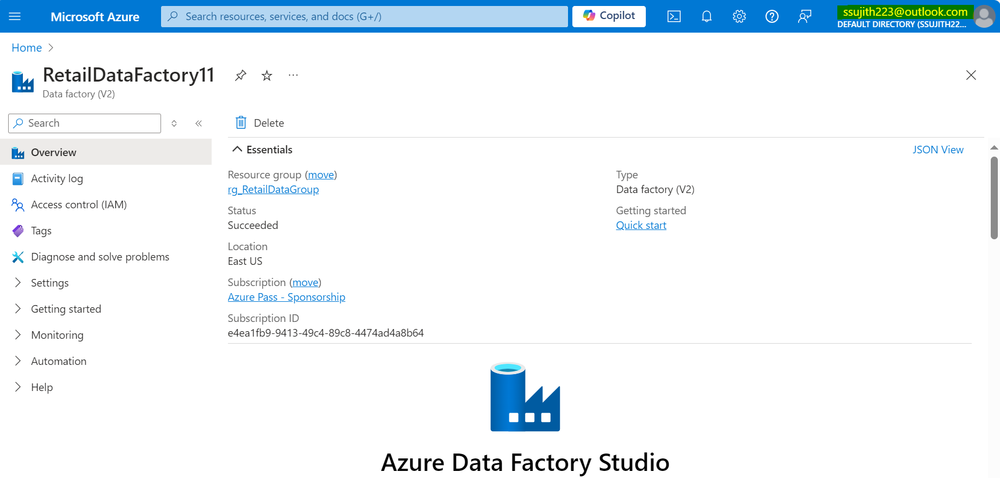 Microsoft Azure
Search resources, services, and docs (G+/)
Copilot
ssujith223@outlook.com
DEFAULT DIRECTORY (SSUJITH22...
Home
RetailDataFactory11
Data factory (V2)
Search
Delete
Overview
Activity log
Access control (IAM)
Tags
Diagnose and solve problems
Settings
Getting started
Monitoring
Automation
Help
Essentials
JSON View
Resource group (move)
rg_RetailDataGroup
Status
Succeeded
Location
East US
Subscription (move)
Azure Pass - Sponsorship
Subscription ID
e4ea1fb9-9413-49c4-89c8-4474ad4a8b64
Type
Data factory (V2)
Getting started
Quick start
Azure Data Factory Studio